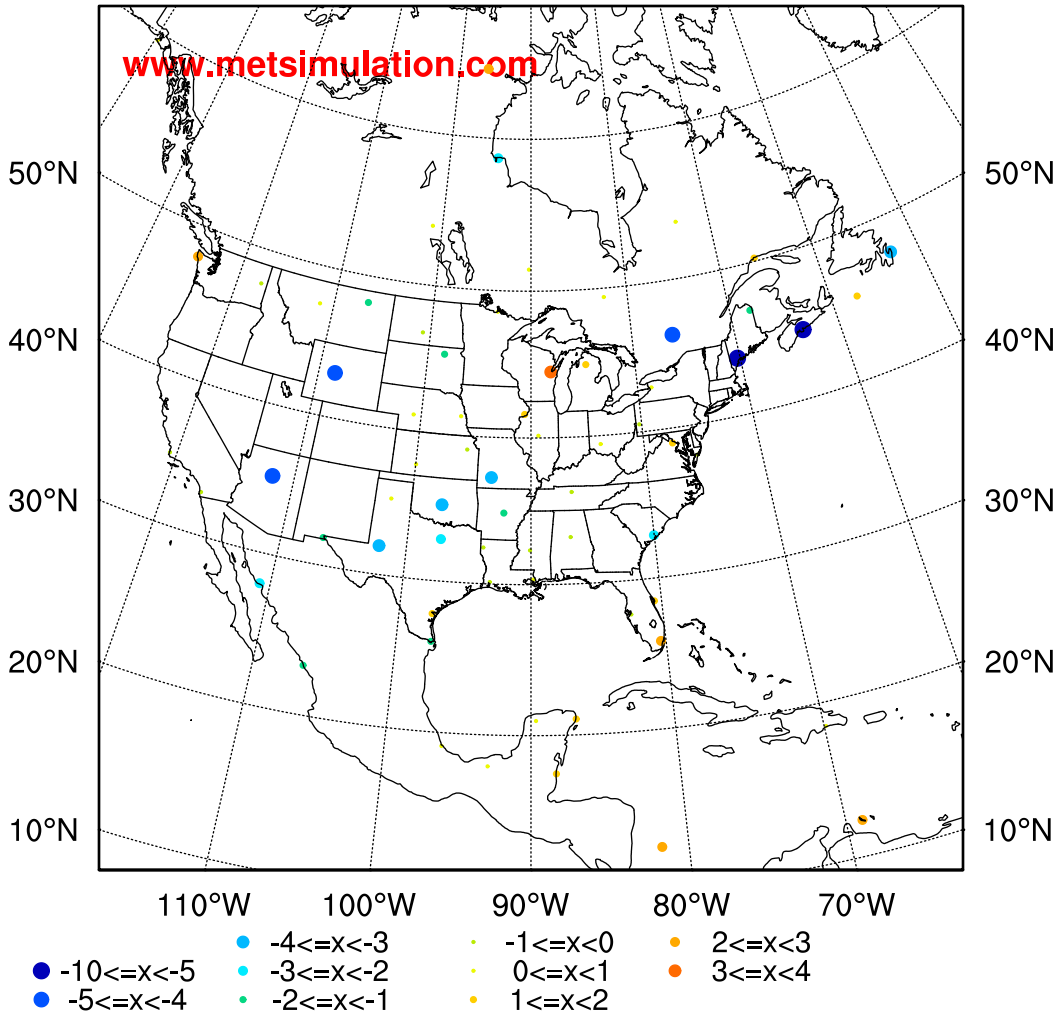 www.metsimulation.com
50°N 50°N
40°N 40°N
30°N 30°N
20°N 20°N
10°N 10°N
110°W 100°W 90°W 80°W 70°W
-4<=x<-3 -1<=x<0 2<=x<3
-10<=x<-5 -3<=x<-2 0<=x<1 3<=x<4
-5<=x<-4 -2<=x<-1 1<=x<2